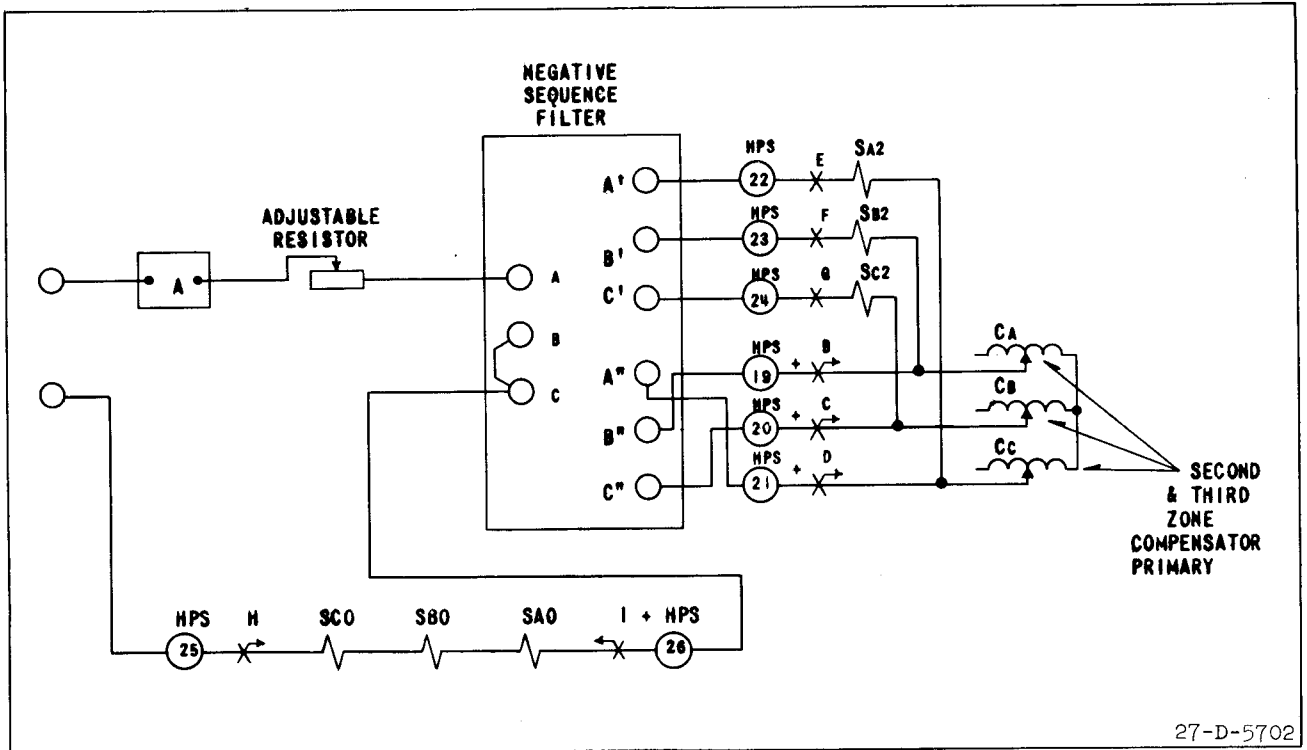 NEGATIVE
SEQUENCE
FILTER
ADJUSTABLE
RESISTOR
A
A
B
C
A'
B'
C'
A"
B"
C"
HPS
22
E
SA2
HPS
23
F
SB2
HPS
24
G
SC2
HPS
19
+
B
HPS
20
+
C
HPS
21
+
D
CA
CB
CC
SECOND
& THIRD
ZONE
COMPENSATOR
PRIMARY
HPS
25
H
SCO
SBO
SAO
I + HPS
26
27-D-5702